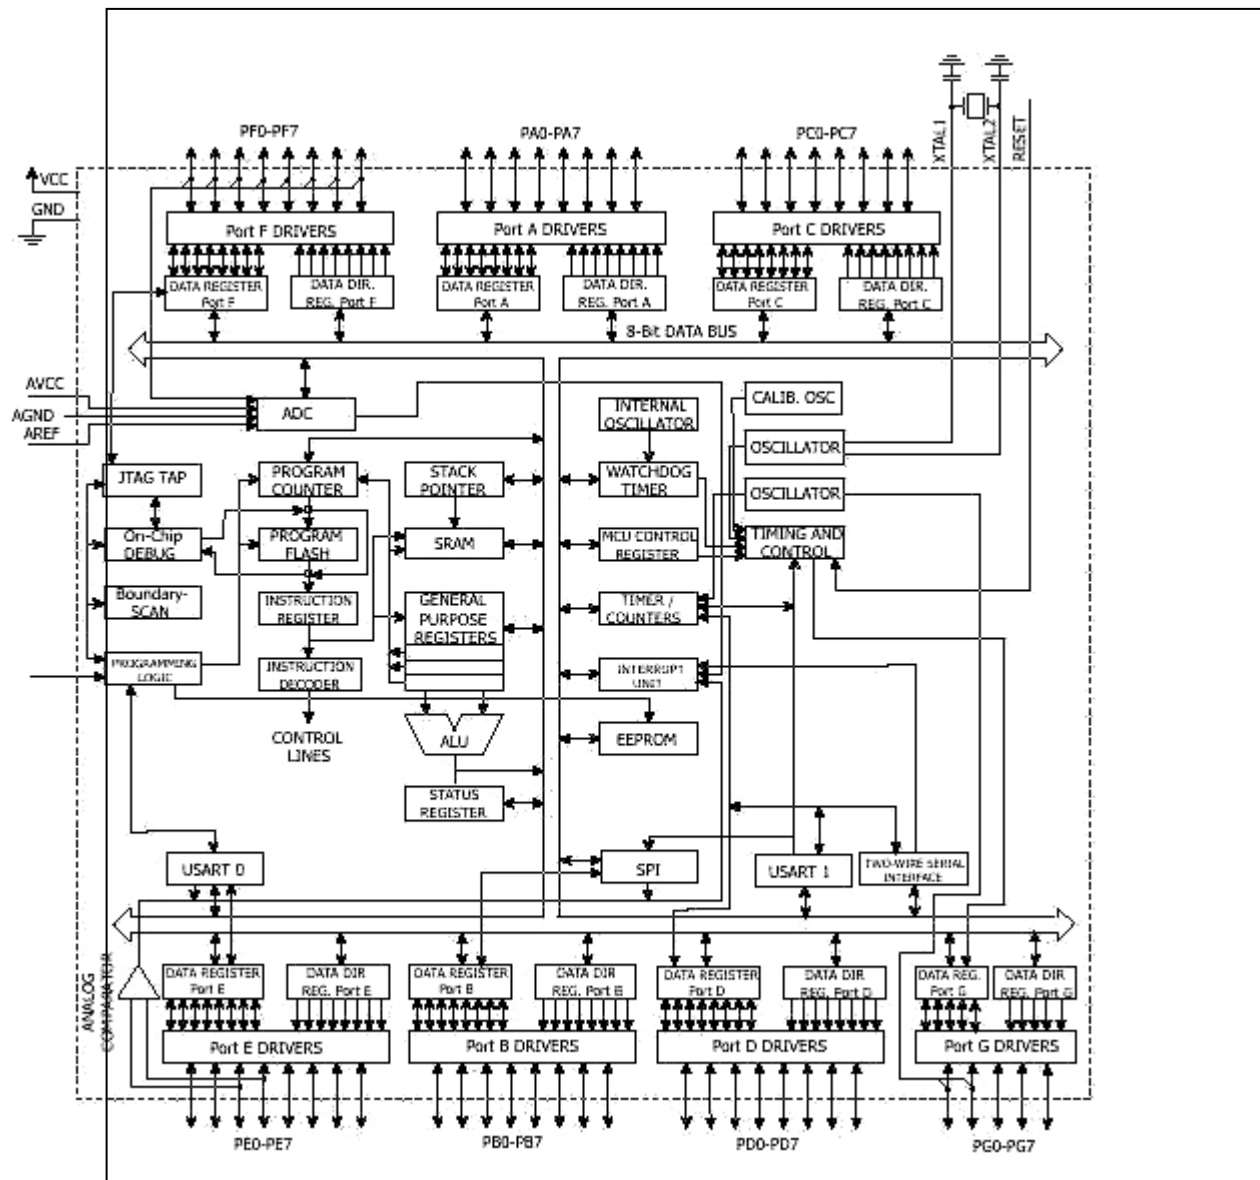 XTAL1
XTAL2
RESET
PF0-PF7
PA0-PA7
PC0-PC7
VCC
GND
Port F DRIVERS
Port A DRIVERS
Port C DRIVERS
DATA REGISTER
Port F
DATA DIR.
REG. Port F
DATA REGISTER
Port A
DATA DIR.
REG. Port A
DATA REGISTER
Port C
DATA DIR.
REG. Port C
8-Bit DATA BUS
AVCC
AGND
AREF
ADC
INTERNAL
OSCILLATOR
CALIB. OSC
OSCILLATOR
JTAG TAP
PROGRAM
COUNTER
STACK
POINTER
WATCHDOG
TIMER
OSCILLATOR
On-Chip
DEBUG
PROGRAM
FLASH
SRAM
MCU CONTROL
REGISTER
TIMING AND
CONTROL
Boundary-
SCAN
INSTRUCTION
REGISTER
GENERAL
PURPOSE
REGISTERS
TIMER /
COUNTERS
PROGRAMMING
LOGIC
INSTRUCTION
DECODER
INTERRUPT
UNIT
CONTROL
LINES
ALU
EEPROM
STATUS
REGISTER
USART 0
SPI
USART 1
TWO-WIRE SERIAL
INTERFACE
ANALOG
COMPARATOR
DATA REGISTER
Port E
DATA DIR
REG. Port E
DATA REGISTER
Port B
DATA DIR
REG. Port B
DATA REGISTER
Port D
DATA DIR
REG. Port D
DATA REG.
Port G
DATA DIR
REG. Port G
Port E DRIVERS
Port B DRIVERS
Port D DRIVERS
Port G DRIVERS
PE0-PE7
PB0-PB7
PD0-PD7
PG0-PG7